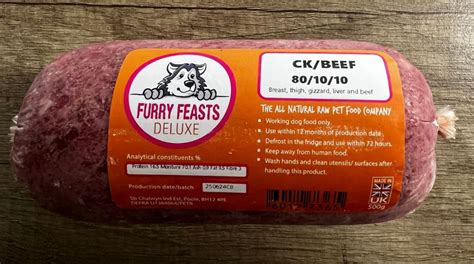 FURRY FEASTS
DELUXE
Analytical constituents %
Production date/batch
250624CB
DEFRA
CK/BEEF
80/10/10
Breast, thigh, gizzard, liver and beef
THE ALL NATURAL RAW PET FOOD COMPANY
• Working dog food only.
• Use within 12 months of production date
• Defrost in the fridge and use within 72 hours.
• Keep away from human food.
• Wash hands and clean utensils/ surfaces after
handling this product.
MADE IN
UK
500g